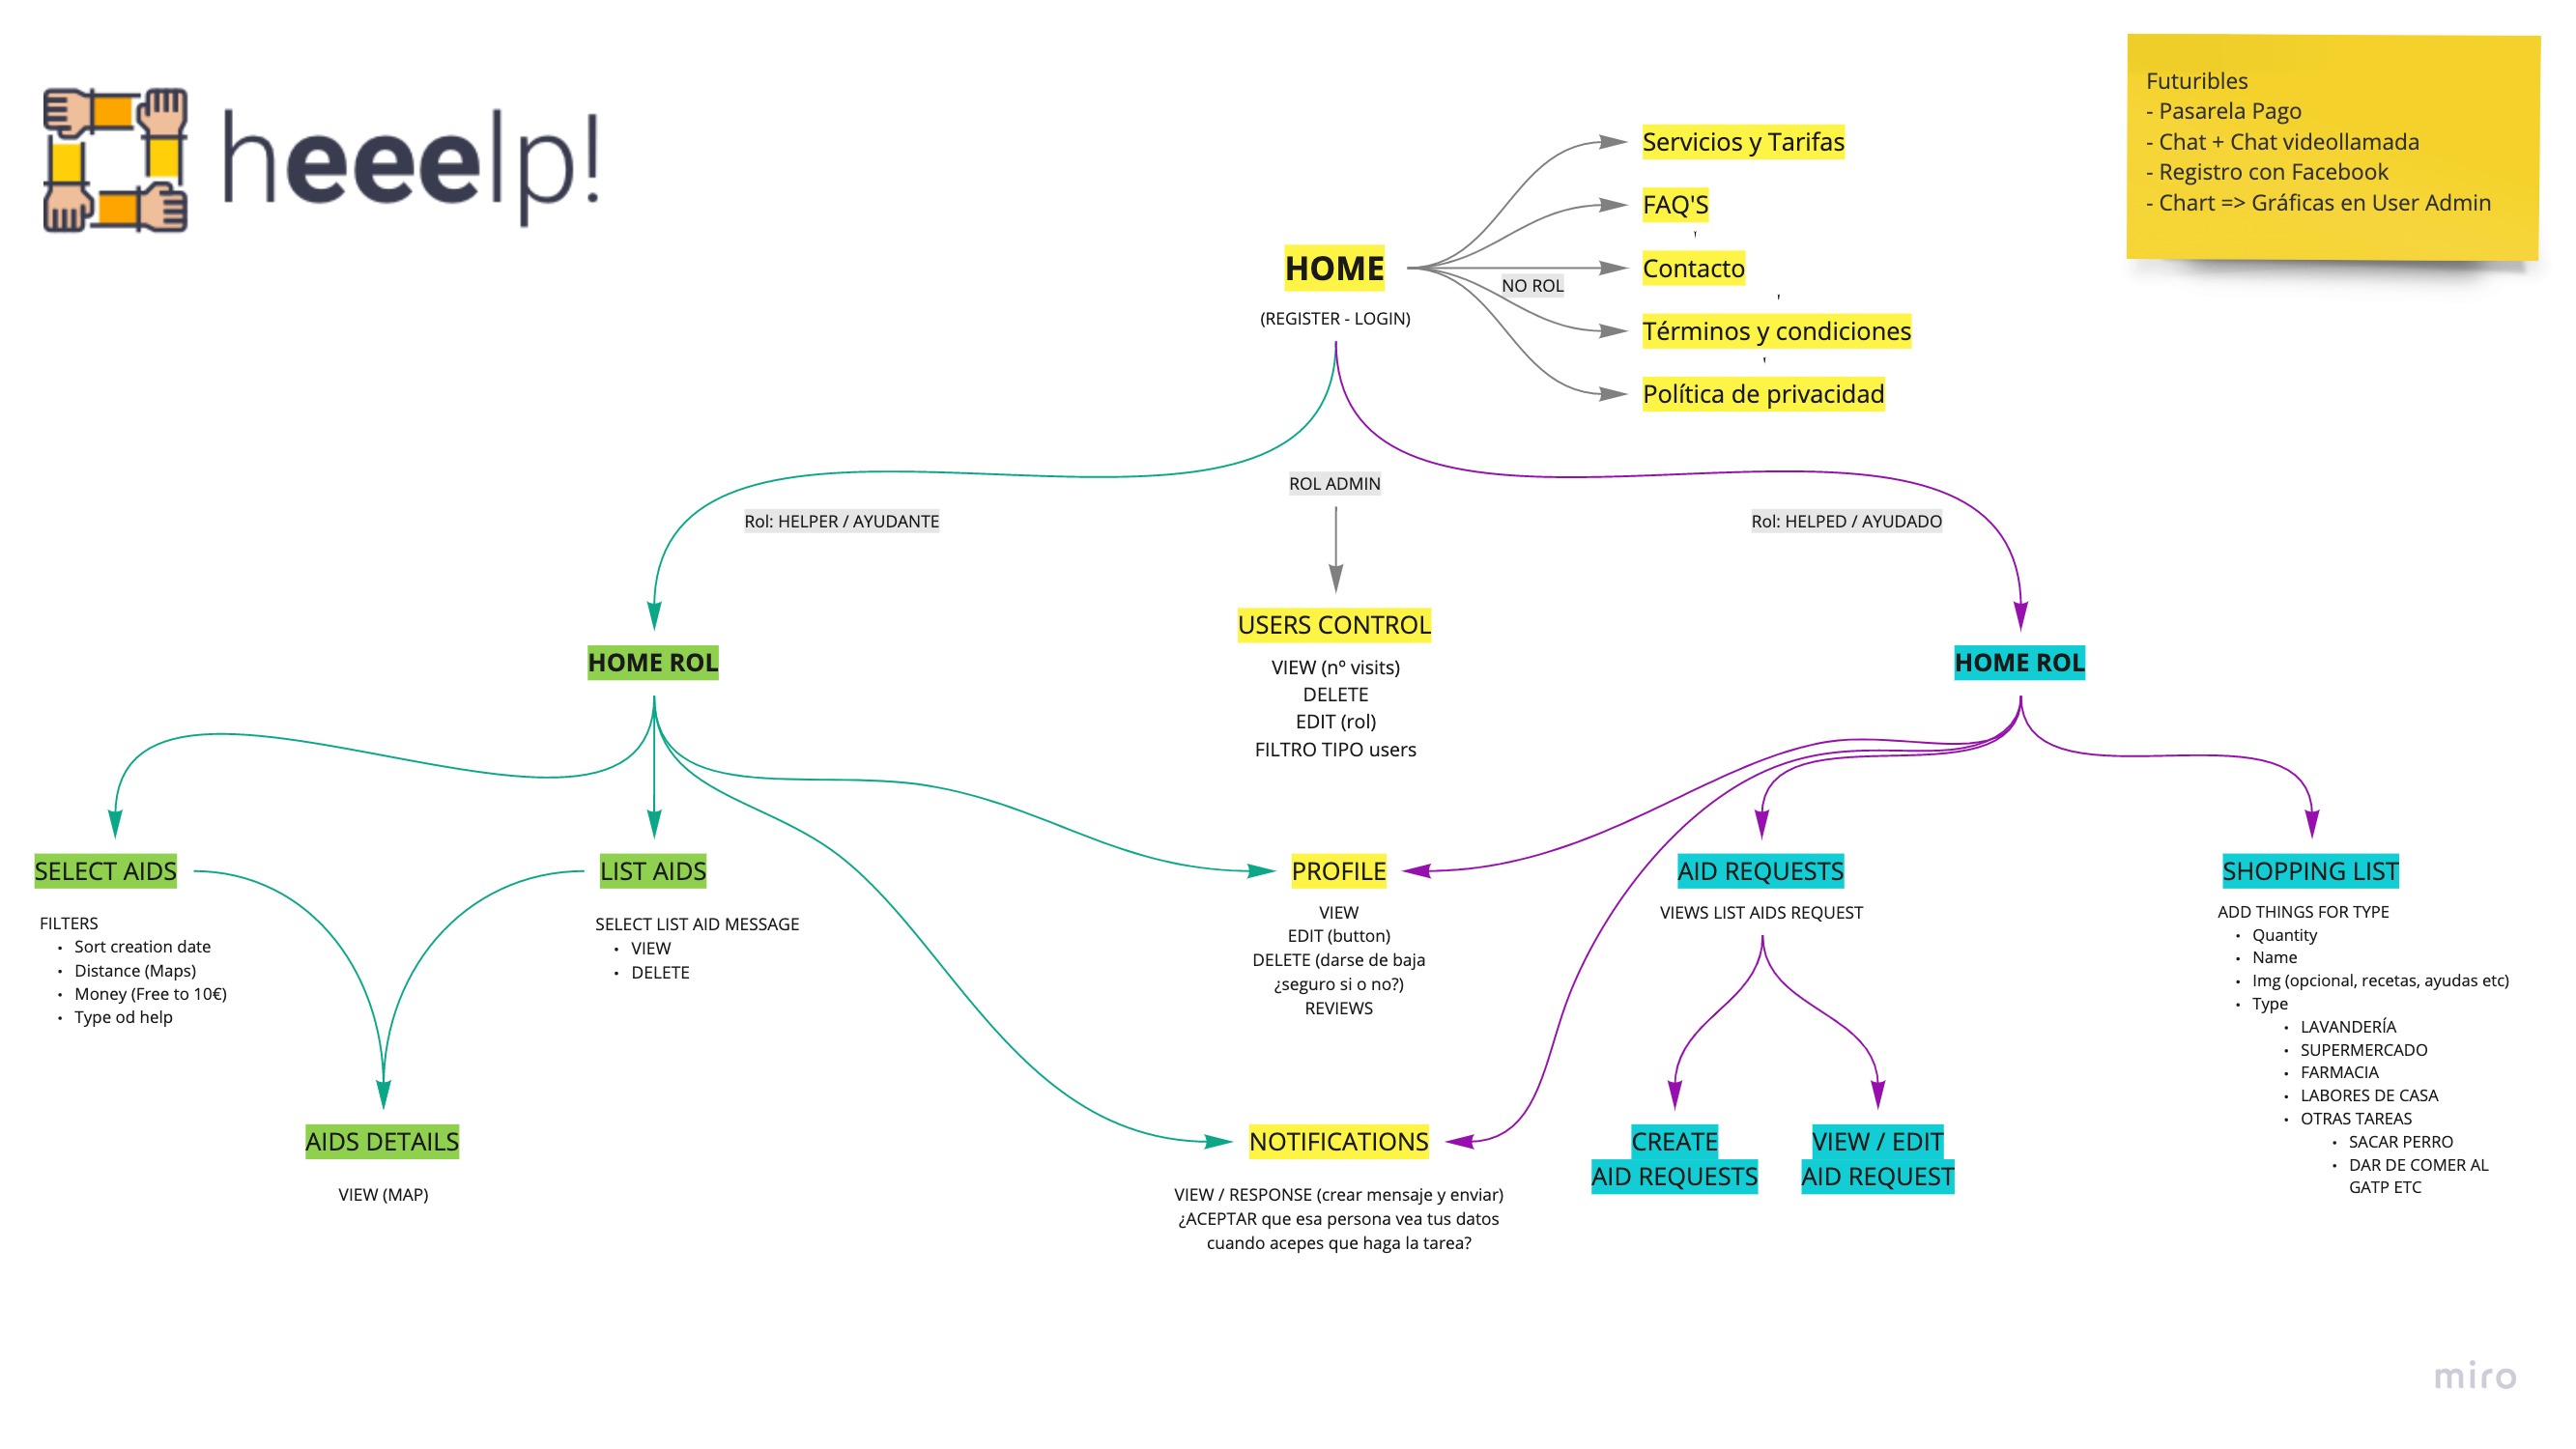 heeelp!
Futuribles
- Pasarela Pago
- Chat + Chat videollamada
- Registro con Facebook
- Chart => Gráficas en User Admin
HOME
(REGISTER - LOGIN)
NO ROL
Servicios y Tarifas
FAQ'S
Contacto
Términos y condiciones
Política de privacidad
Rol: HELPER / AYUDANTE
ROL ADMIN
Rol: HELPED / AYUDADO
HOME ROL
USERS CONTROL
VIEW (nº visits)
DELETE
EDIT (rol)
FILTRO TIPO users
HOME ROL
SELECT AIDS
FILTERS
• Sort creation date
• Distance (Maps)
• Money (Free to 10€)
• Type od help
LIST AIDS
SELECT LIST AID MESSAGE
• VIEW
• DELETE
AIDS DETAILS
VIEW (MAP)
PROFILE
VIEW
EDIT (button)
DELETE (darse de baja
¿seguro si o no?)
REVIEWS
NOTIFICATIONS
VIEW / RESPONSE (crear mensaje y enviar)
¿ACEPTAR que esa persona vea tus datos
cuando acepes que haga la tarea?
AID REQUESTS
VIEWS LIST AIDS REQUEST
CREATE
AID REQUESTS
VIEW / EDIT
AID REQUEST
SHOPPING LIST
ADD THINGS FOR TYPE
• Quantity
• Name
• Img (opcional, recetas, ayudas etc)
• Type
• LAVANDERÍA
• SUPERMERCADO
• FARMACIA
• LABORES DE CASA
• OTRAS TAREAS
• SACAR PERRO
• DAR DE COMER AL
GATP ETC
miro